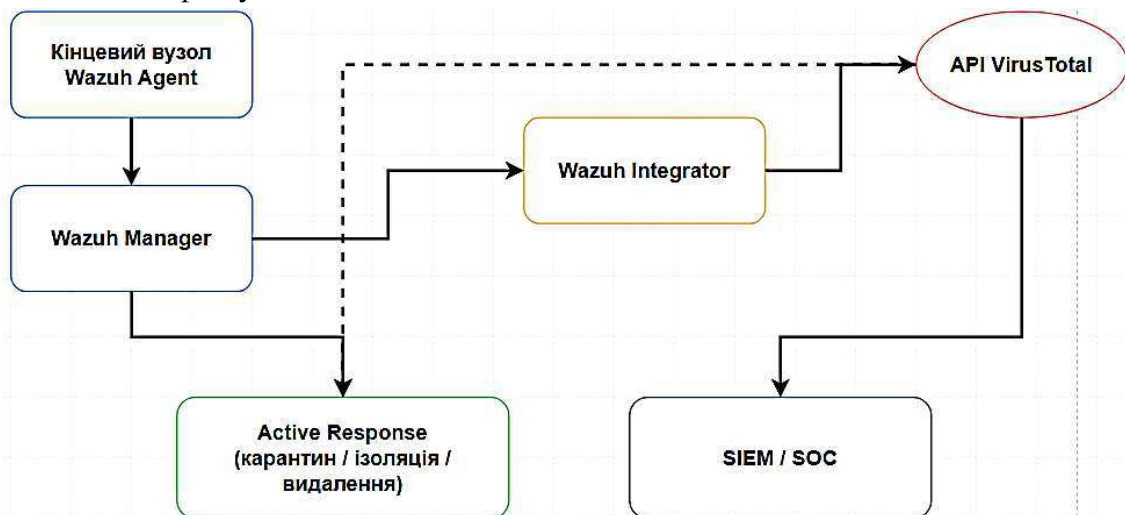 Кінцевий вузол
Wazuh Agent
API VirusTotal
Wazuh Integrator
Wazuh Manager
Active Response
(карантин / ізоляція /
видалення)
SIEM / SOC